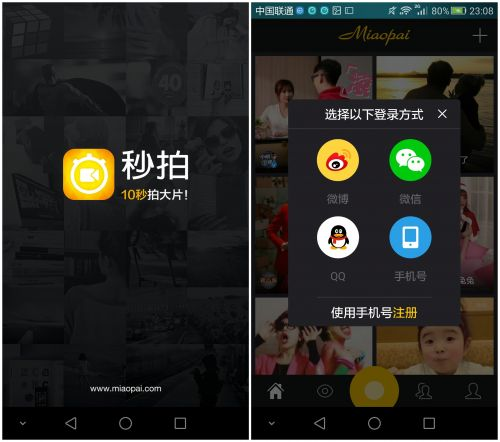 秒拍
10秒拍大片!
www.miaopai.com
中国联通
80%
23:08
Miaopai
选择以下登录方式
微博
微信
QQ
手机号
使用手机号注册